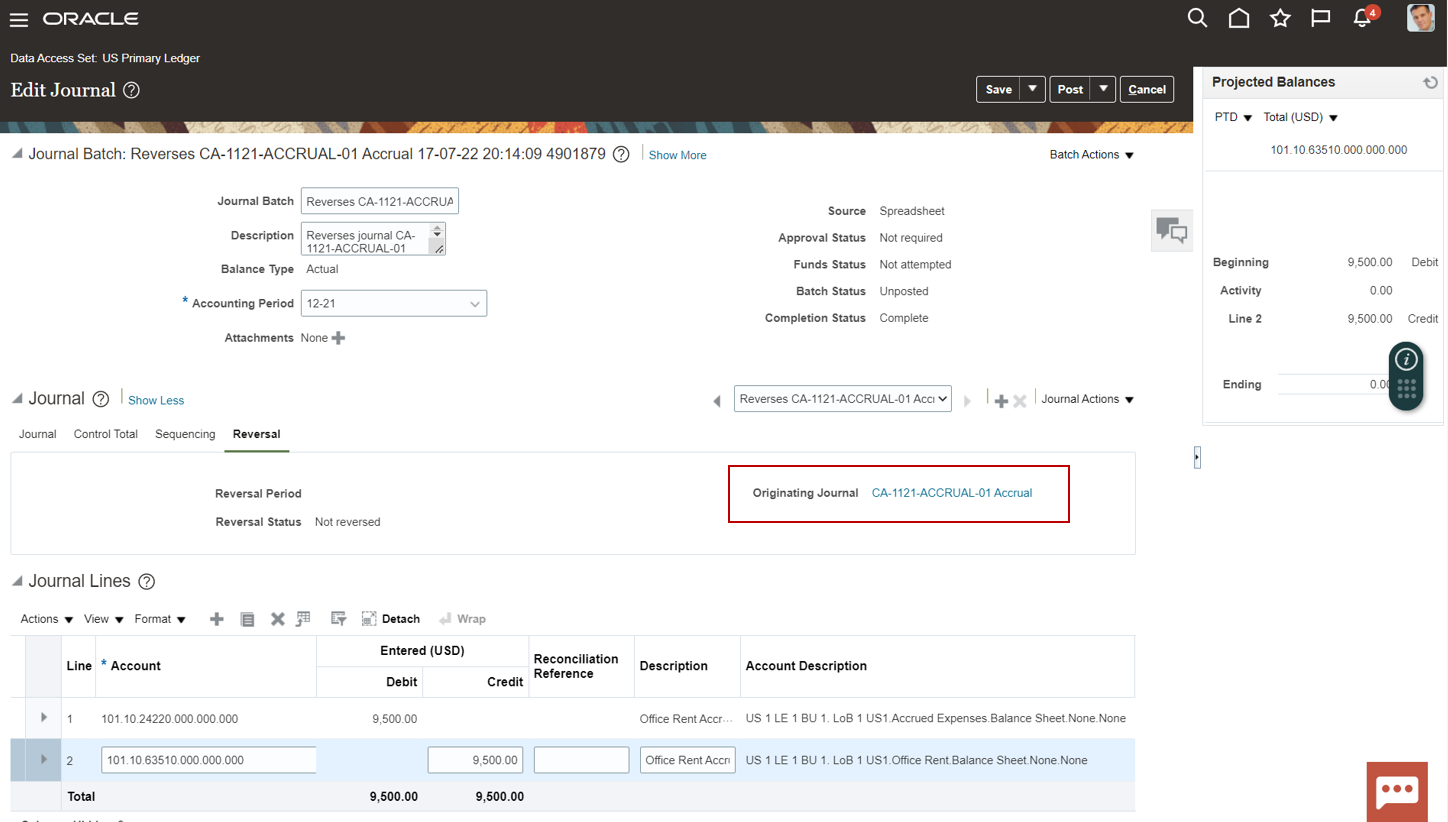 ORACLE
4
Data Access Set: US Primary Ledger
Edit Journal
Save
Post
Cancel
Projected Balances
PTD Total (USD)
101.10.63510.000.000.000
Beginning 9,500.00 Debit
Activity 0.00
Line 2 9,500.00 Credit
Ending 0.00
Journal Batch: Reverses CA-1121-ACCRUAL-01 Accrual 17-07-22 20:14:09 4901879
Show More
Batch Actions
Journal Batch Reverses CA-1121-ACCRUA
Description Reverses journal CA-
1121-ACCRUAL-01
Balance Type Actual
* Accounting Period 12-21
Attachments None
Source Spreadsheet
Approval Status Not required
Funds Status Not attempted
Batch Status Unposted
Completion Status Complete
Journal
Show Less
Reverses CA-1121-ACCRUAL-01 Accr
Journal Actions
Journal Control Total Sequencing Reversal
Reversal Period
Reversal Status Not reversed
Originating Journal CA-1121-ACCRUAL-01 Accrual
Journal Lines
Actions View Format Detach Wrap
Line * Account Entered (USD) Reconciliation Reference Description Account Description
Debit Credit
1 101.10.24220.000.000.000 9,500.00 Office Rent Accr... US 1 LE 1 BU 1. LoB 1 US1.Accrued Expenses.Balance Sheet.None.None
2 101.10.63510.000.000.000 9,500.00 Office Rent Accru US 1 LE 1 BU 1. LoB 1 US1.Office Rent.Balance Sheet.None.None
Total 9,500.00 9,500.00